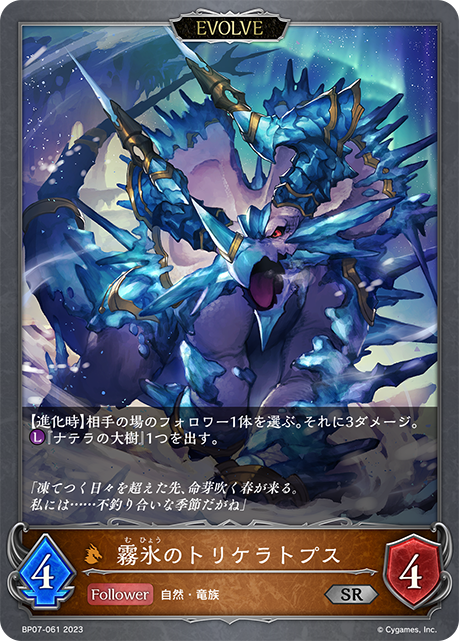 EVOLVE
【進化時】相手の場のフォロワー1体を選ぶ。それに3ダメージ。
L『ナテラの大樹』1つを出す。
「凍てつく日々を超えた先、命芽吹く春が来る。
私には……不釣り合いな季節だがね」
む ひょう
霧氷のトリケラトプス
4
Follower 自然・竜族
SR
4
BP07-061 2023
© Cygames, Inc.